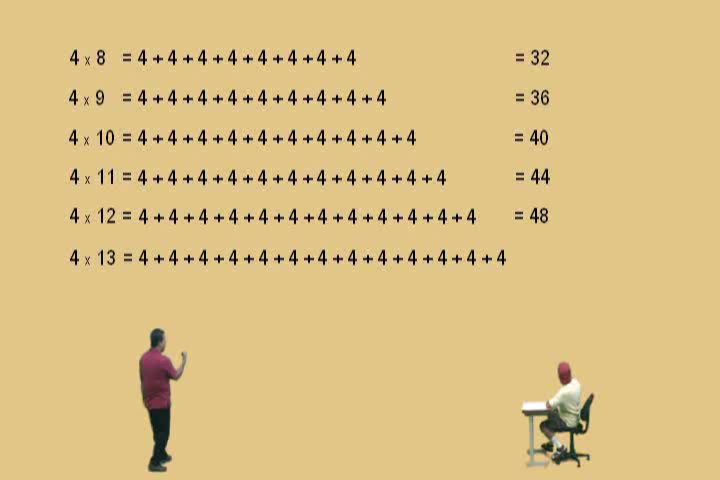 4 x 8 = 4 + 4 + 4 + 4 + 4 + 4 + 4 + 4 = 32
4 x 9 = 4 + 4 + 4 + 4 + 4 + 4 + 4 + 4 + 4 = 36
4 x 10 = 4 + 4 + 4 + 4 + 4 + 4 + 4 + 4 + 4 + 4 = 40
4 x 11 = 4 + 4 + 4 + 4 + 4 + 4 + 4 + 4 + 4 + 4 + 4 = 44
4 x 12 = 4 + 4 + 4 + 4 + 4 + 4 + 4 + 4 + 4 + 4 + 4 + 4 = 48
4 x 13 = 4 + 4 + 4 + 4 + 4 + 4 + 4 + 4 + 4 + 4 + 4 + 4 + 4